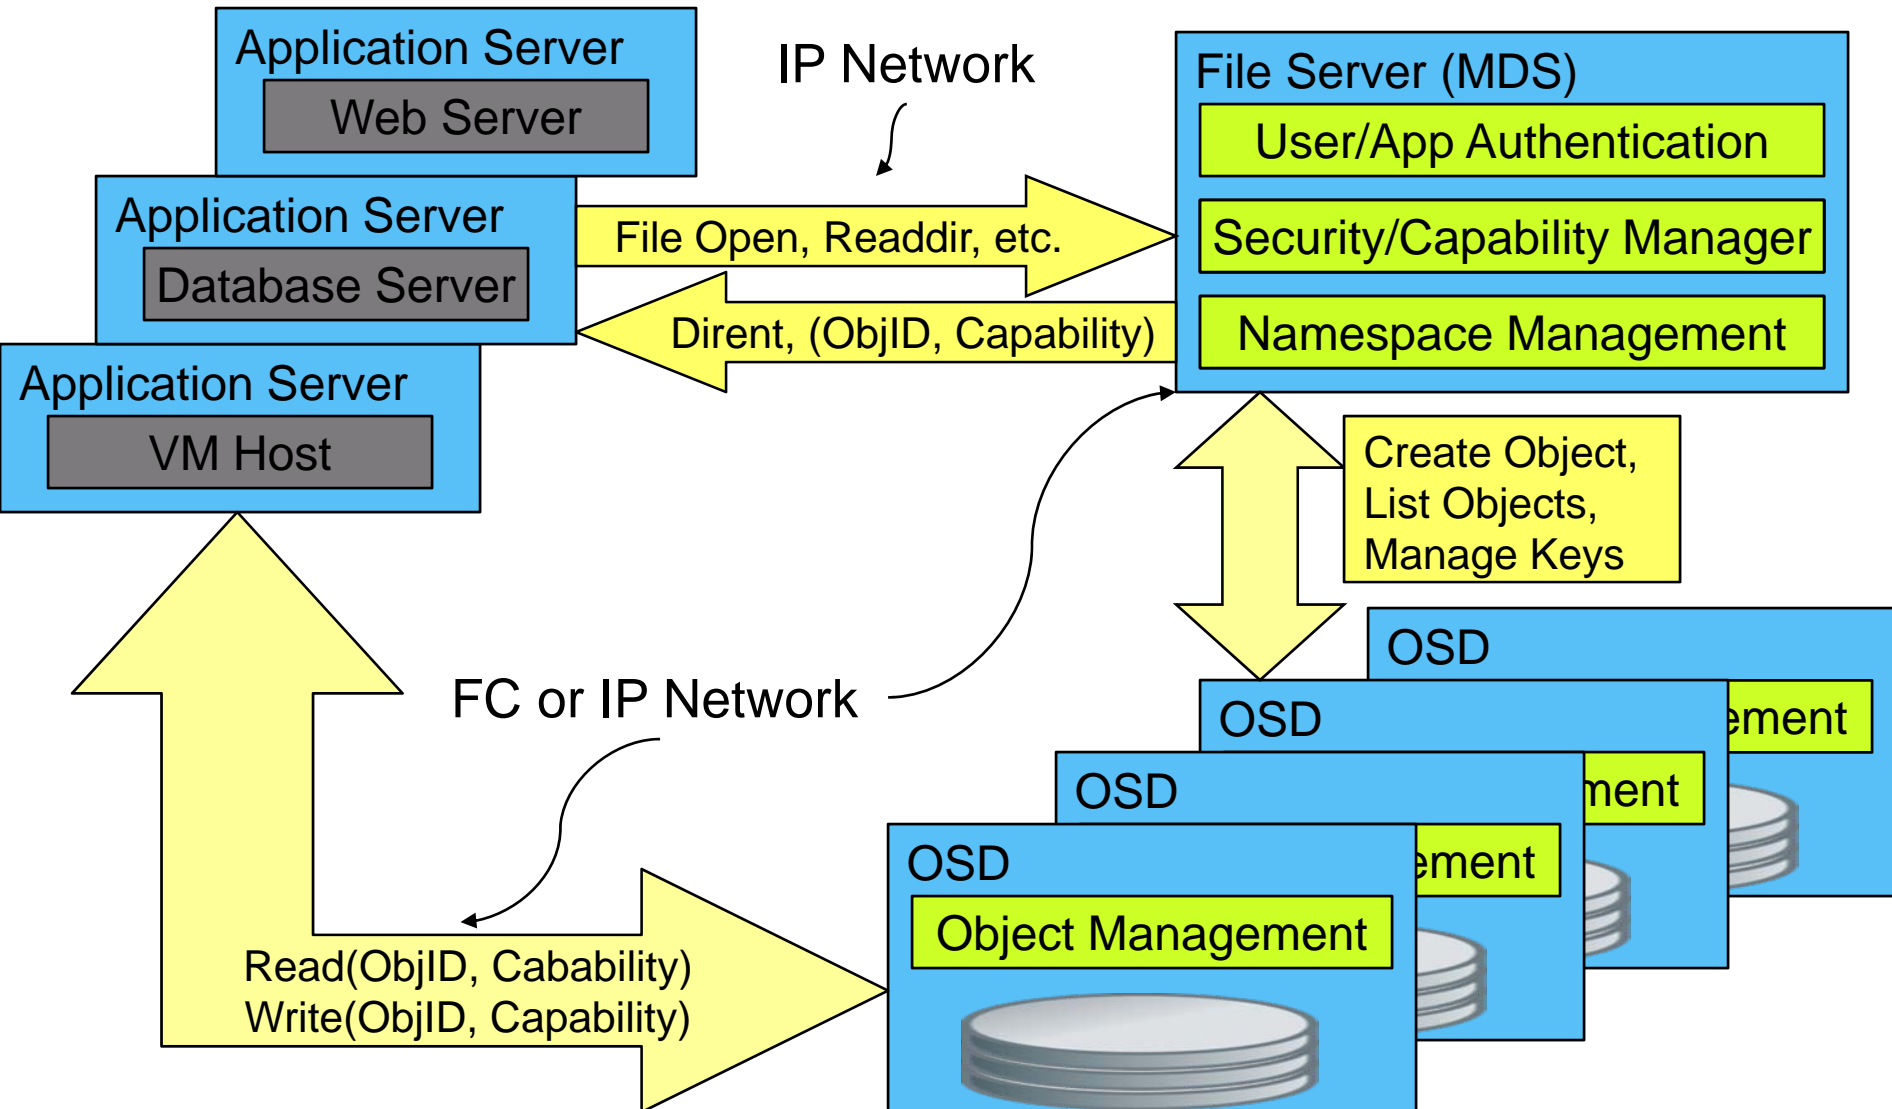 Application Server
Web Server
IP Network
File Server (MDS)
User/App Authentication
Application Server
Database Server
File Open, Readdir, etc.
Security/Capability Manager
Dirent, (ObjID, Capability)
Namespace Management
Application Server
VM Host
Create Object,
List Objects,
Manage Keys
FC or IP Network
OSD
ement
OSD
ment
OSD
ement
OSD
Object Management
Read(ObjID, Cabability)
Write(ObjID, Capability)